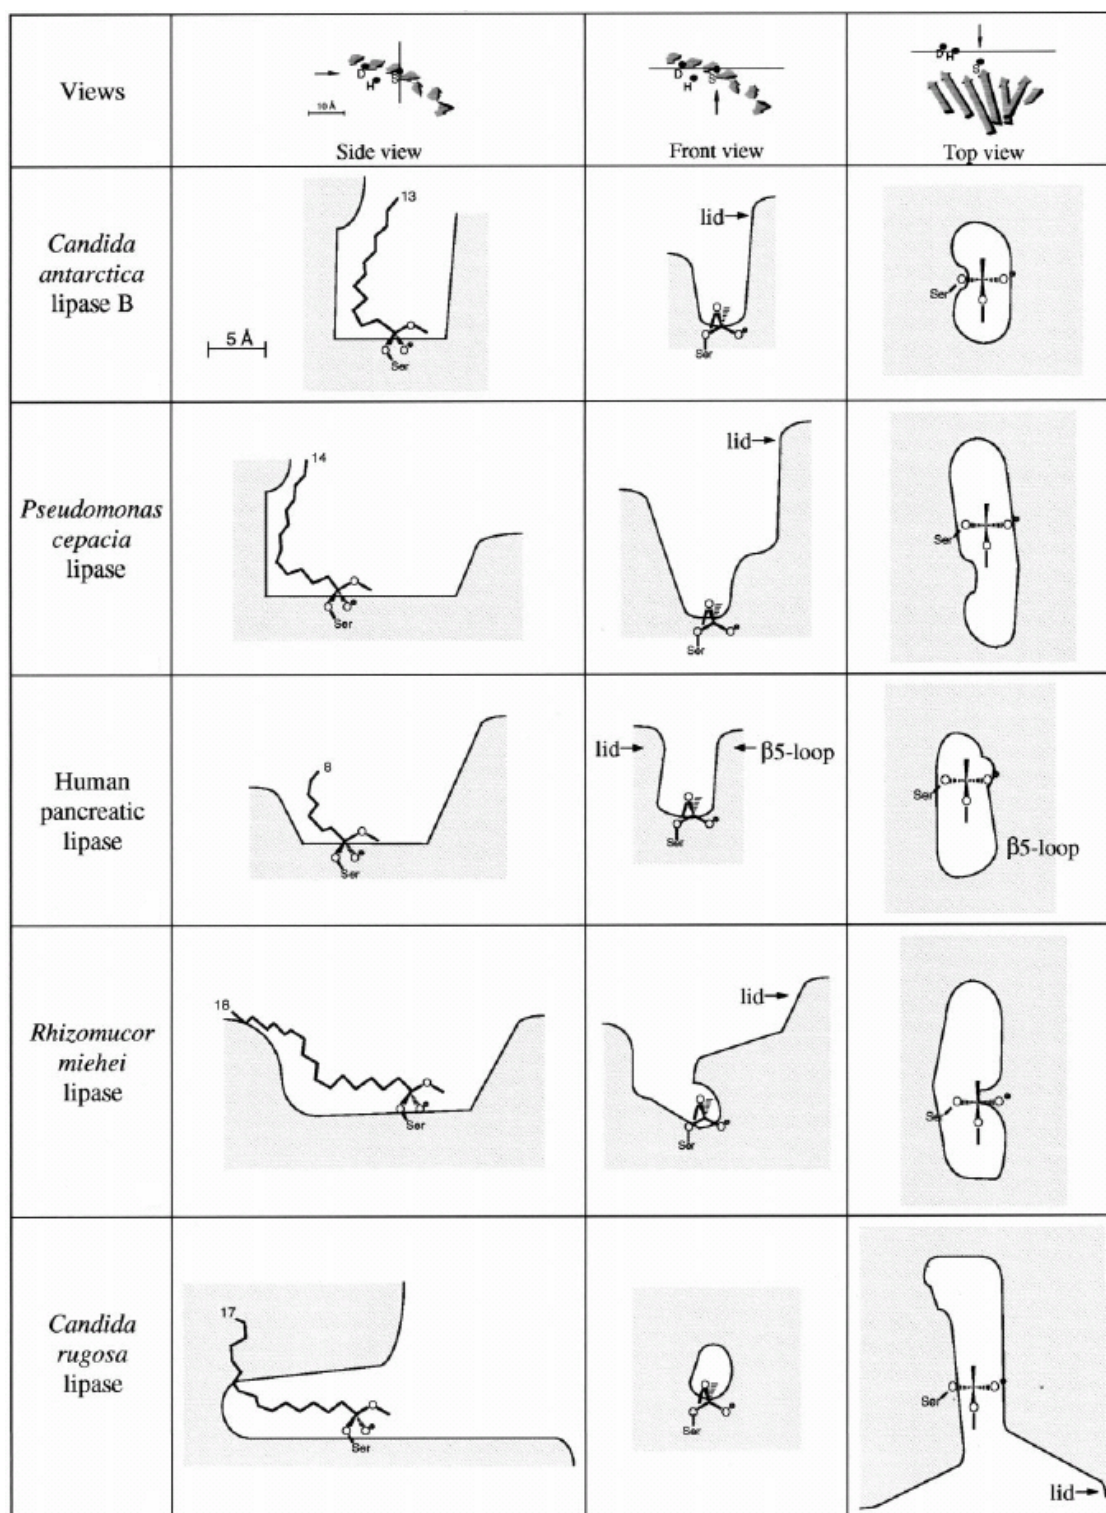 Views
D
H
S
10 Å
Side view
D
H
S
Front view
D
H
S
Top view
Candida
antarctica
lipase B
5 Å
13
O
O
O
Ser
lid
O
O
O
Ser
Ser
O
O
O
Pseudomonas
cepacia
lipase
14
O
O
O
Ser
lid
O
O
O
Ser
Ser
O
O
O
Human
pancreatic
lipase
8
O
O
O
Ser
lid
β5-loop
O
O
O
Ser
Ser
O
O
O
β5-loop
Rhizomucor
miehei
lipase
18
O
O
O
Ser
lid
O
O
O
Ser
Ser
O
O
O
Candida
rugosa
lipase
17
O
O
O
Ser
O
O
O
Ser
Ser
O
O
O
lid